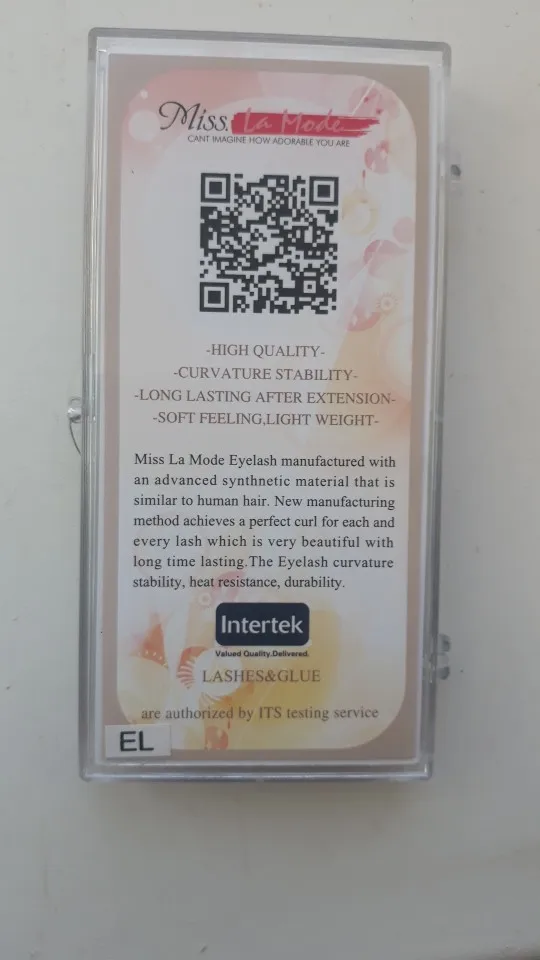 Miss. La Mode
CANT IMAGINE HOW ADORABLE YOU ARE
-HIGH QUALITY-
-CURVATURE STABILITY-
-LONG LASTING AFTER EXTENSION-
-SOFT FEELING,LIGHT WEIGHT-
Miss La Mode Eyelash manufactured with
an advanced synthnetic material that is
similar to human hair. New manufacturing
method achieves a perfect curl for each and
every lash which is very beautiful with
long time lasting.The Eyelash curvature
stability, heat resistance, durability.
Intertek
Valued Quality.Delivered.
LASHES&GLUE
are authorized by ITS testing service
EL